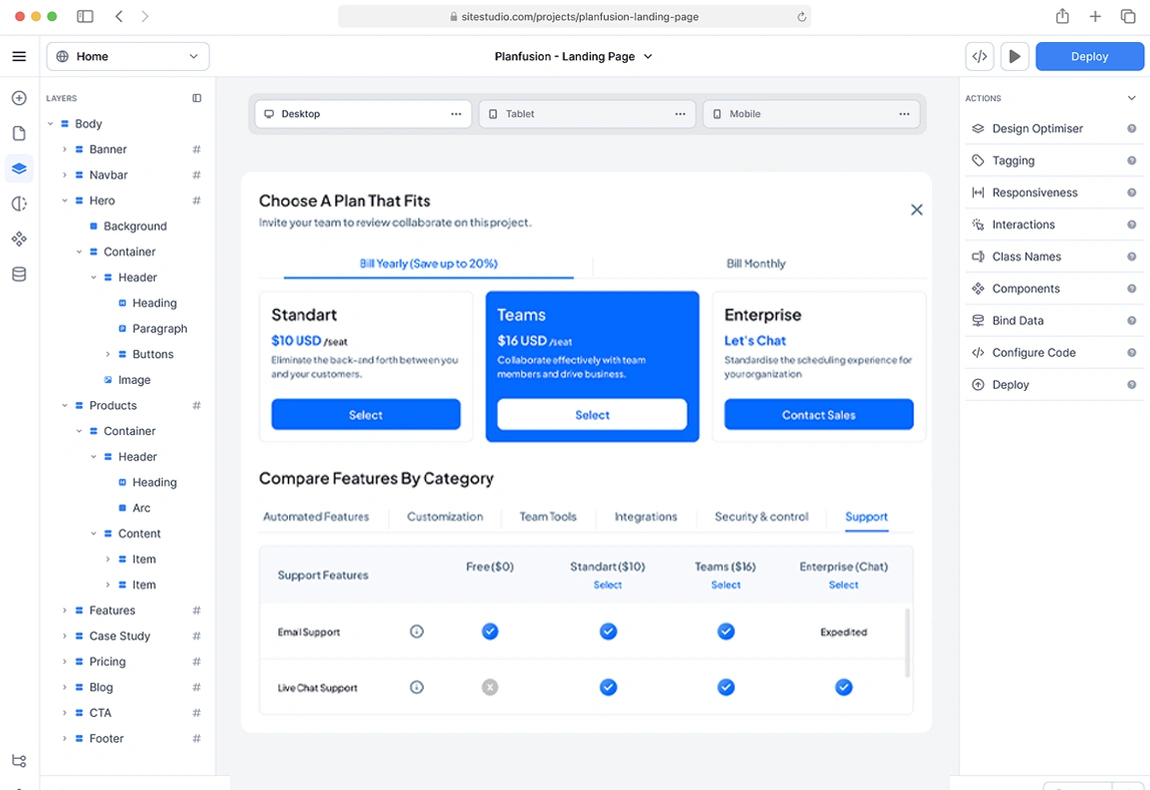 sitestudio.com/projects/planfusion-landing-page
Home
Planfusion - Landing Page
Deploy
LAYERS
Body
Banner #
Navbar #
Hero #
Background
Container
Header
Heading
Paragraph
Buttons
Image
Products #
Container
Header
Heading
Arc
Content
Item
Item
Features #
Case Study #
Pricing #
Blog #
CTA #
Footer #
Desktop ...
Tablet ...
Mobile ...
Choose A Plan That Fits
Invite your team to review collaborate on this project.
Bill Yearly (Save up to 20%)
Bill Monthly
Standart
$10 USD /seat
Eliminate the back-and forth between you
and your customers.
Select
Teams
$16 USD /seat
Collaborate effectively with team
members and drive business.
Select
Enterprise
Let's Chat
Standardise the scheduling experience for
your organization
Contact Sales
Compare Features By Category
Automated Features Customization Team Tools Integrations Security & control Support
Support Features
Free ($0)
Standart ($10)
Select
Teams ($16)
Select
Enterprise (Chat)
Select
Email Support
Expedited
Live Chat Support
ACTIONS
Design Optimiser
Tagging
Responsiveness
Interactions
Class Names
Components
Bind Data
Configure Code
Deploy